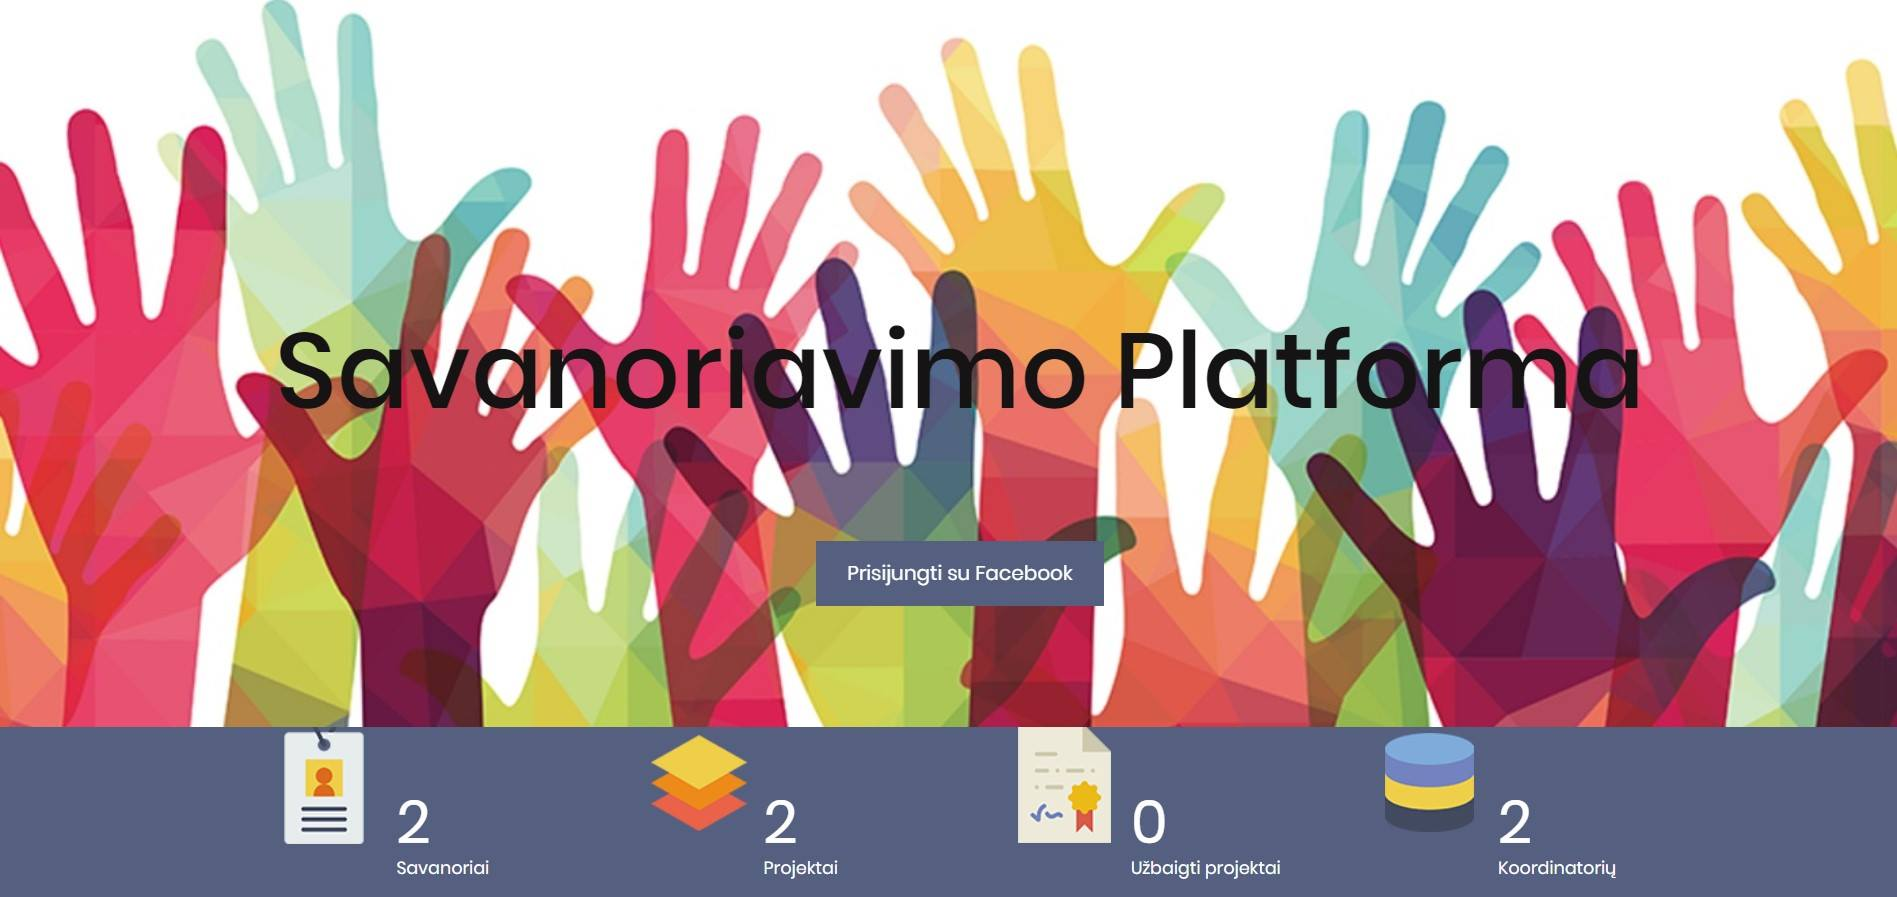 Savanoriavimo Platforma
Prisijungti su Facebook
2
Savanoriai
2
Projektai
0
Užbaigti projektai
2
Koordinatorių